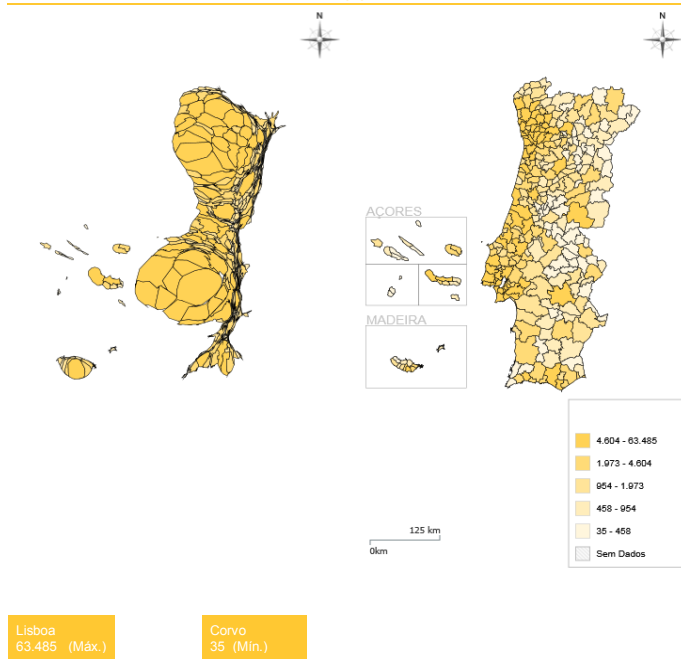 N
N
AÇORES
MADEIRA
4.604 - 63.485
1.973 - 4.604
954 - 1.973
458 - 954
35 - 458
Sem Dados
125 km
0km
Lisboa
63.485 (Máx.)
Corvo
35 (Mín.)